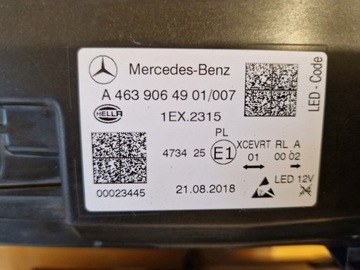 Mercedes-Benz
A 463 906 49 01/007
HELLA
1EX.2315
LED - Code
PL
4734 25 E1
XCEVRT RL A
01 00 02
00023445
21.08.2018
LED 12V